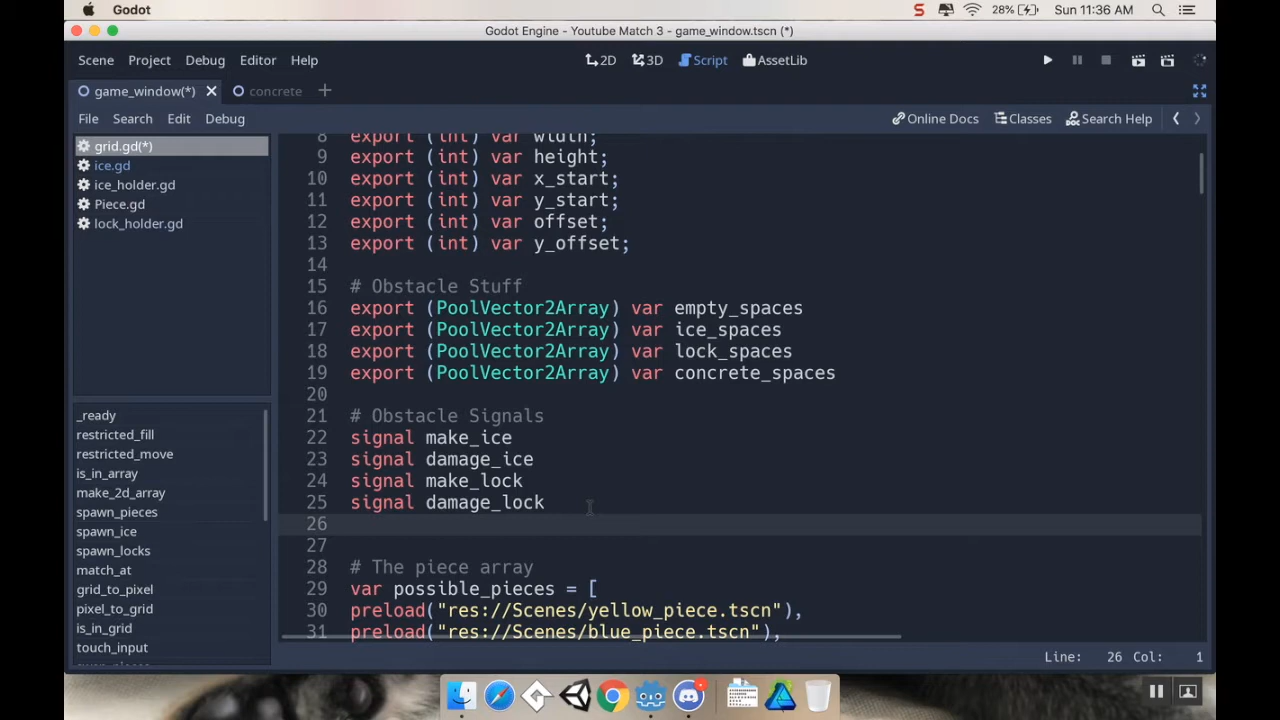 Godot
28%
Sun 11:36 AM
Godot Engine - Youtube Match 3 - game_window.tscn (*)
Scene Project Debug Editor Help
2D 3D Script AssetLib
game_window(*) concrete
File Search Edit Debug
Online Docs Classes Search Help
grid.gd(*)
ice.gd
ice_holder.gd
Piece.gd
lock_holder.gd
_ready
restricted_fill
restricted_move
is_in_array
make_2d_array
spawn_pieces
spawn_ice
spawn_locks
match_at
grid_to_pixel
pixel_to_grid
is_in_grid
touch_input
8 export (int) var width;
9 export (int) var height;
10 export (int) var x_start;
11 export (int) var y_start;
12 export (int) var offset;
13 export (int) var y_offset;
14
15 # Obstacle Stuff
16 export (PoolVector2Array) var empty_spaces
17 export (PoolVector2Array) var ice_spaces
18 export (PoolVector2Array) var lock_spaces
19 export (PoolVector2Array) var concrete_spaces
20
21 # Obstacle Signals
22 signal make_ice
23 signal damage_ice
24 signal make_lock
25 signal damage_lock
26
27
28 # The piece array
29 var possible_pieces = [
30 preload("res://Scenes/yellow_piece.tscn"),
31 preload("res://Scenes/blue_piece.tscn"),
Line: 26 Col: 1